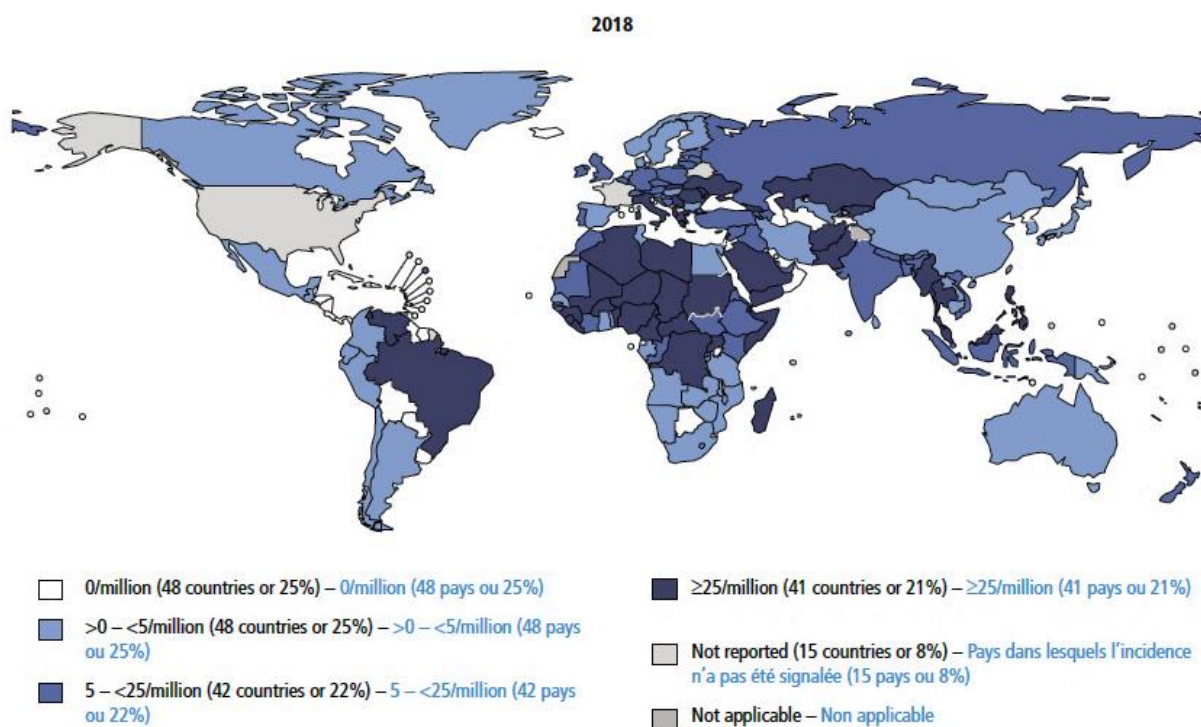 2018
0/million (48 countries or 25%) – 0/million (48 pays ou 25%)
>0 – <5/million (48 countries or 25%) – >0 – <5/million (48 pays
ou 25%)
5 – <25/million (42 countries or 22%) – 5 – <25/million (42 pays
ou 22%)
≥25/million (41 countries or 21%) – ≥25/million (41 pays ou 21%)
Not reported (15 countries or 8%) – Pays dans lesquels l’incidence
n’a pas été signalée (15 pays ou 8%)
Not applicable – Non applicable